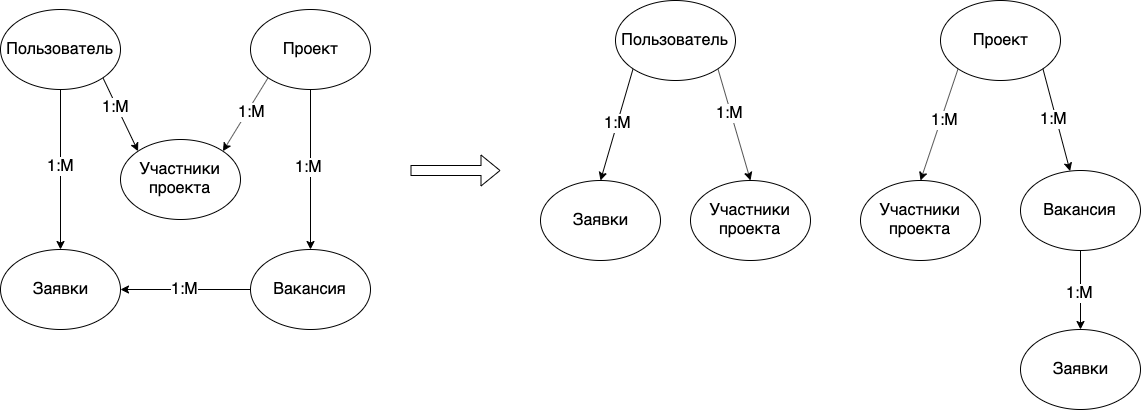 Пользователь
Проект
1:М
1:М
1:М
1:М
Участники
проекта
Заявки
1:М
Вакансия
Пользователь
1:М
1:М
Заявки
Участники
проекта
Проект
1:М
1:М
Участники
проекта
Вакансия
1:М
Заявки